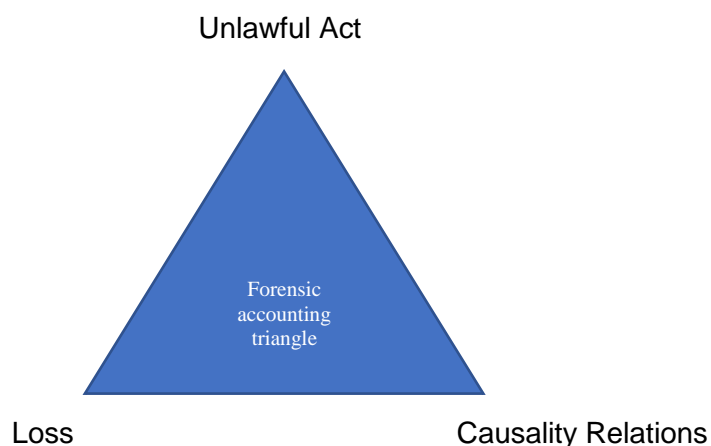 Unlawful Act
Forensic
accounting
triangle
Loss
Causality Relations